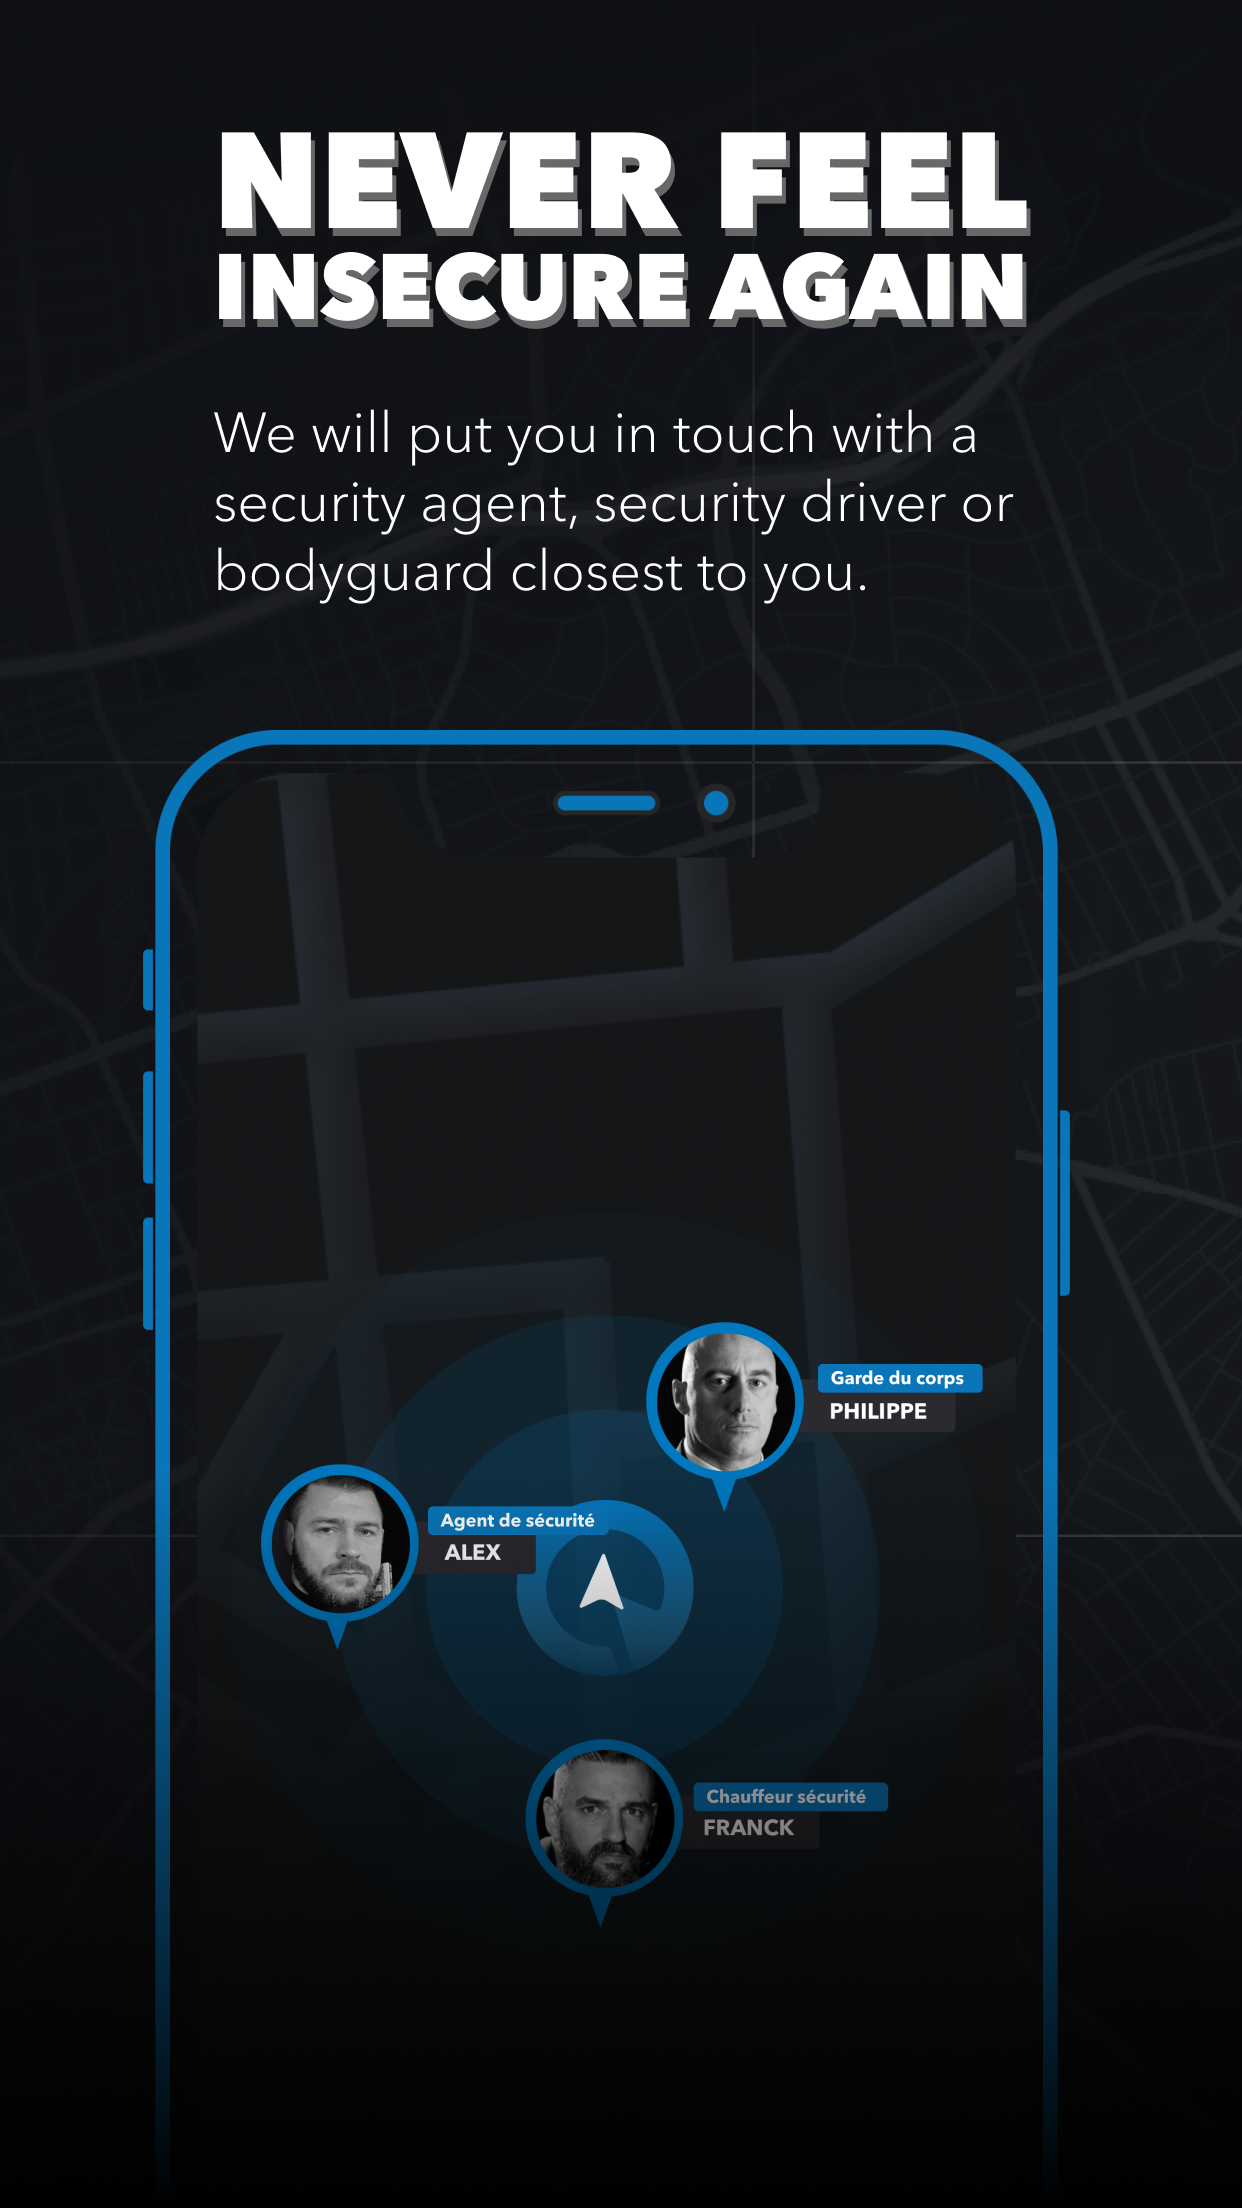 NEVER FEEL
INSECURE AGAIN
We will put you in touch with a
security agent, security driver or
bodyguard closest to you.
Garde du corps
PHILIPPE
Agent de sécurité
ALEX
Chauffeur sécurité
FRANCK